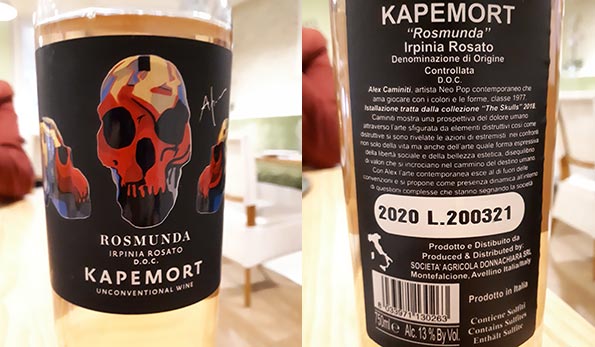 ROSMUNDA
IRPINIA ROSATO
D.O.C.
KAPEMORT
UNCONVENTIONAL WINE
KAPEMORT
"Rosmunda"
Irpinia Rosato
Denominazione di Origine
Controllata
D.O.C.
Alex Caminiti, artista Neo Pop contemporaneo che
ama giocare con i colori e le forme, classe 1977.
Istallazione tratta dalla collezione "The Skulls" 2018.
Caminiti mostra una prospettiva del dolore umano
attraverso l'arte sfigurata da elementi distruttivi così come
distruttive si sono rivelate le azioni di estremisti nei confronti
non solo della vita ma anche dell'arte quale forma espressiva
della libertà sociale e della bellezza estetica, disequilibrio
di valori che si incrociano nel cammino del destino umano.
Con Alex l'arte contemporanea esce al di fuori delle
convenzioni e si propone come presenza dinamica all'interno
di questioni complesse che stanno segnando la società
2020 L.200321
Prodotto e Distribuito da
Produced & Distributed by:
SOCIETA' AGRICOLA DONNACHIARA SRL
Montefalcione, Avellino Italia/Italy
8 033971 130263
750ml e Alc. 13 % By Vol.
Prodotto in Italia
Contiene Solfiti
Contains Sulfites
Enthält Sulfite